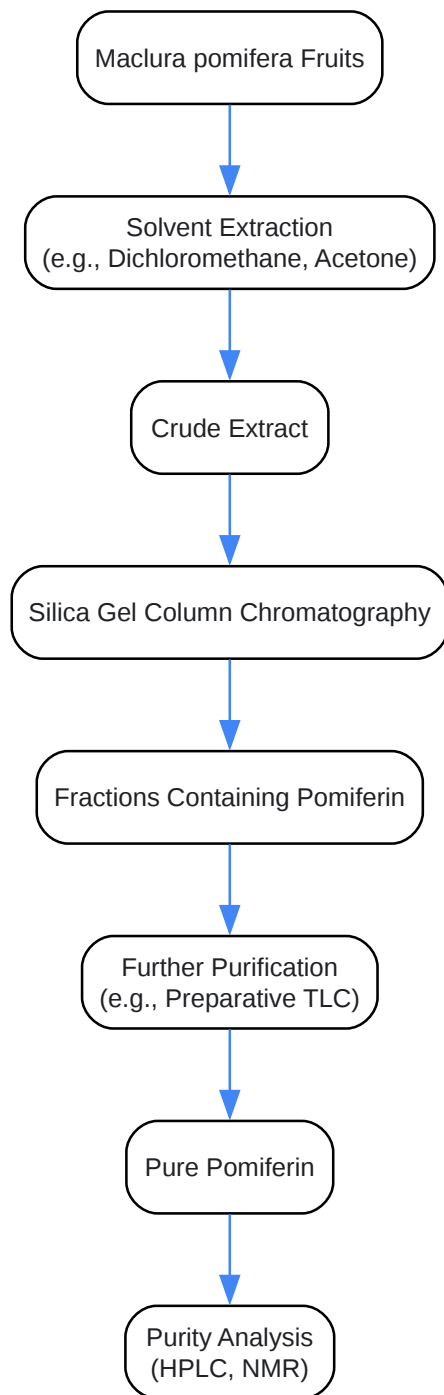 Maclura pomifera Fruits
Solvent Extraction
(e.g., Dichloromethane, Acetone)
Crude Extract
Silica Gel Column Chromatography
Fractions Containing Pomiferin
Further Purification
(e.g., Preparative TLC)
Pure Pomiferin
Purity Analysis
(HPLC, NMR)